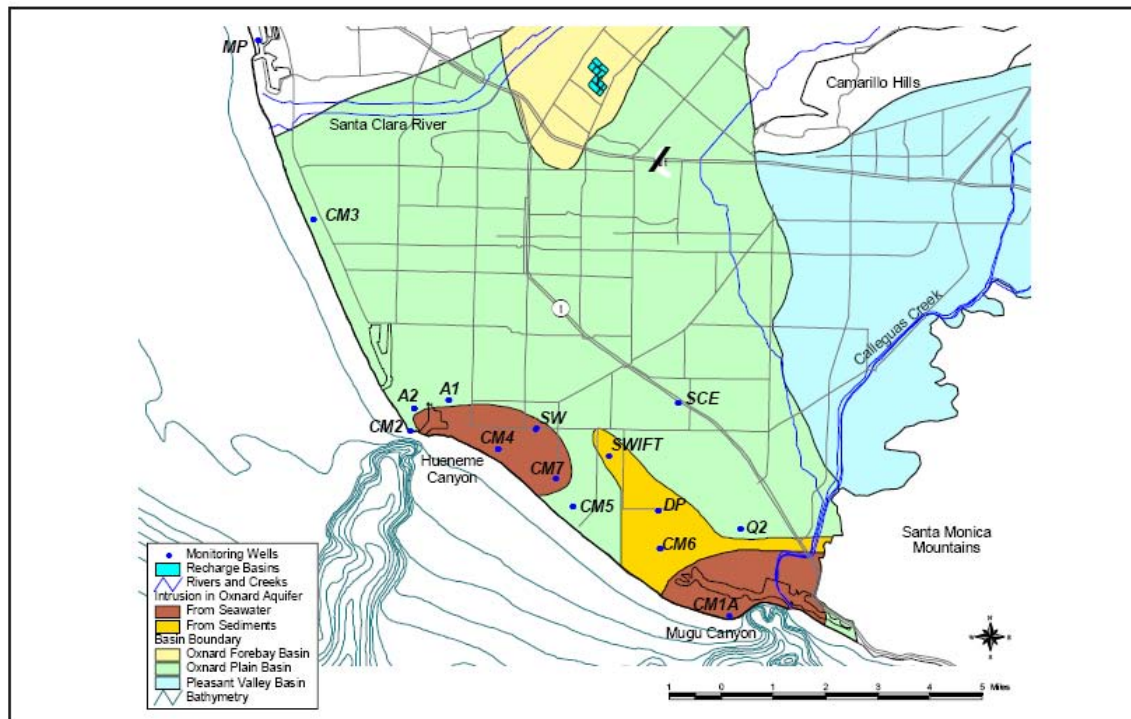 MP
Camarillo Hills
Santa Clara River
CM3
1
Calleguas Creek
A2
A1
SCE
CM2
SW
CM4
SWIFT
Hueneme
Canyon
CM7
CM5
DP
Q2
CM6
Santa Monica
Mountains
CM1A
Mugu Canyon
Monitoring Wells
Recharge Basins
Rivers and Creeks
Intrusion in Oxnard Aquifer
From Seawater
From Sediments
Basin Boundary
Oxnard Forebay Basin
Oxnard Plain Basin
Pleasant Valley Basin
Bathymetry
N
E
S
1 0 1 2 3 4 5 Miles